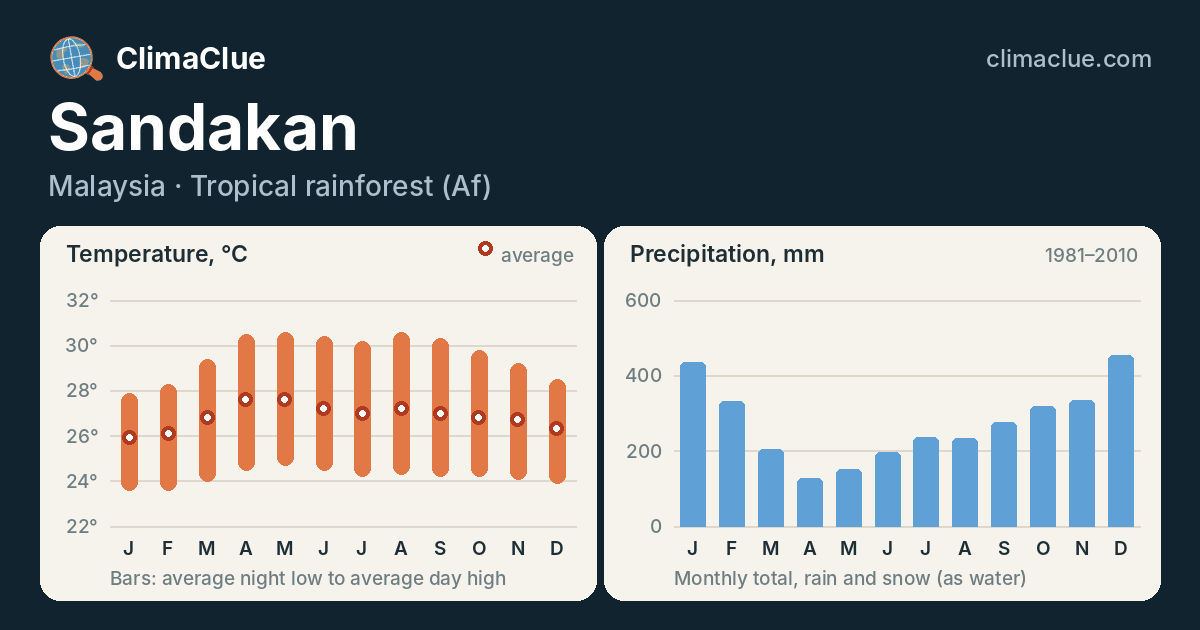 ClimaClue
climaclue.com
Sandakan
Malaysia · Tropical rainforest (Af)
Temperature, °C
average
32°
30°
28°
26°
24°
22°
J F M A M J J A S O N D
Bars: average night low to average day high
Precipitation, mm
1981–2010
600
400
200
0
J F M A M J J A S O N D
Monthly total, rain and snow (as water)